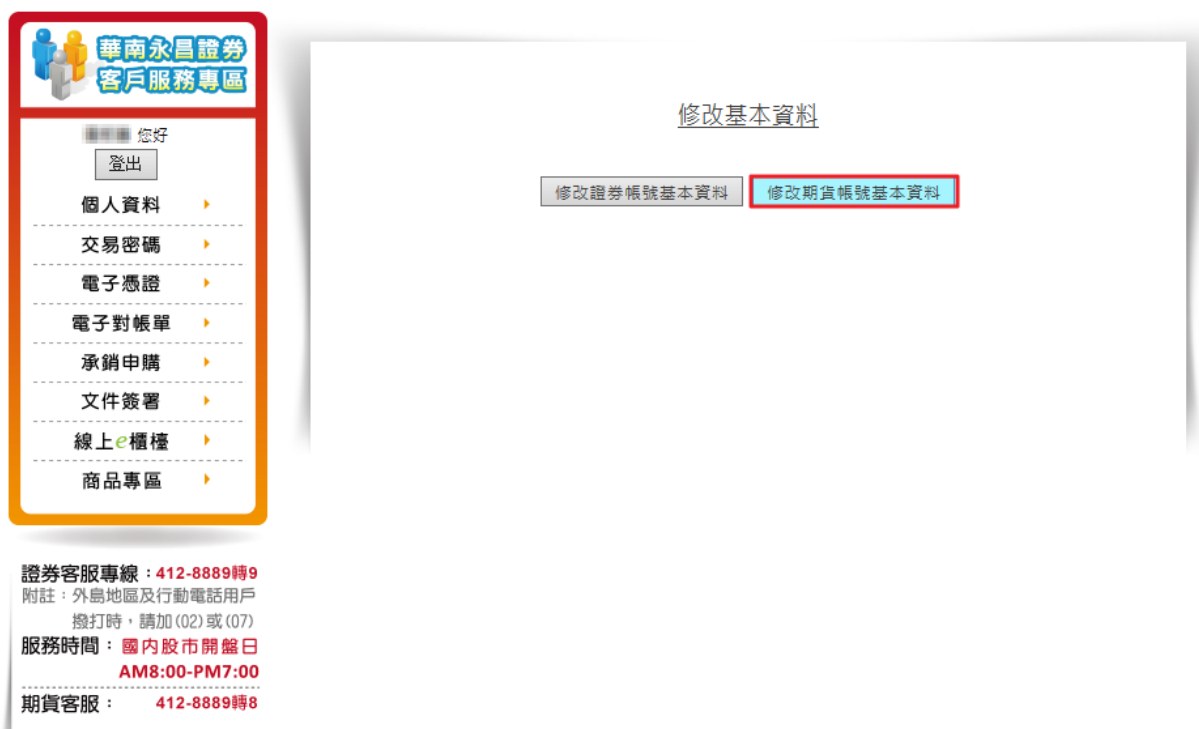 華南永昌證券
客戶服務專區
您好
登出
個人資料
交易密碼
電子憑證
電子對帳單
承銷申購
文件簽署
線上e櫃檯
商品專區
證券客服專線：412-8889轉9
附註：外島地區及行動電話用戶
撥打時，請加(02)或(07)
服務時間：國內股市開盤日
AM8:00-PM7:00
期貨客服：412-8889轉8
修改基本資料
修改證券帳號基本資料 修改期貨帳號基本資料